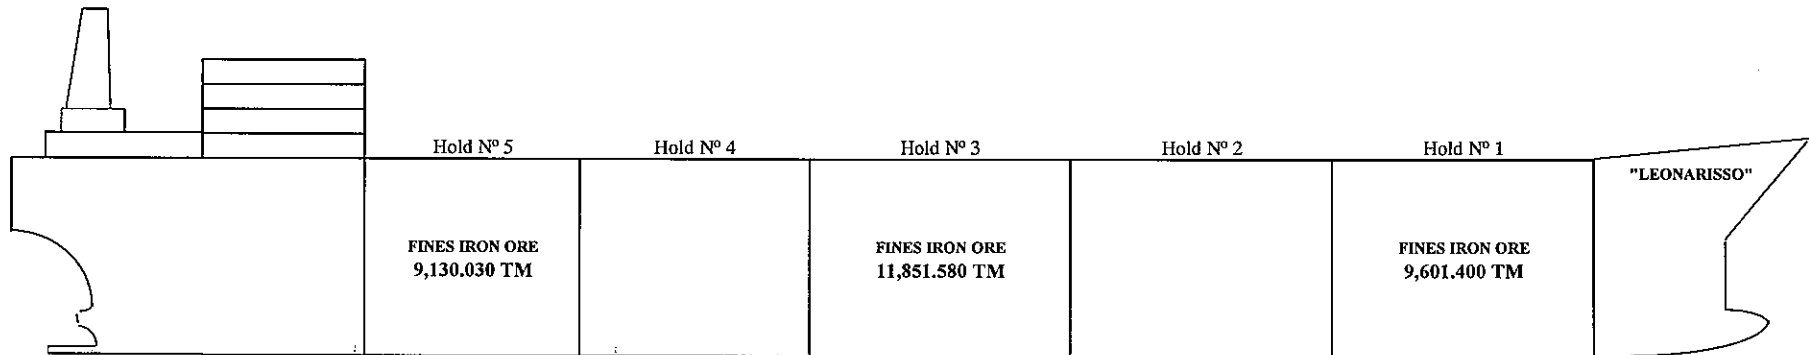 Hold Nº 5
Hold Nº 4
Hold Nº 3
Hold Nº 2
Hold Nº 1
"LEONARISSO"
FINES IRON ORE
9,130.030 TM
FINES IRON ORE
11,851.580 TM
FINES IRON ORE
9,601.400 TM